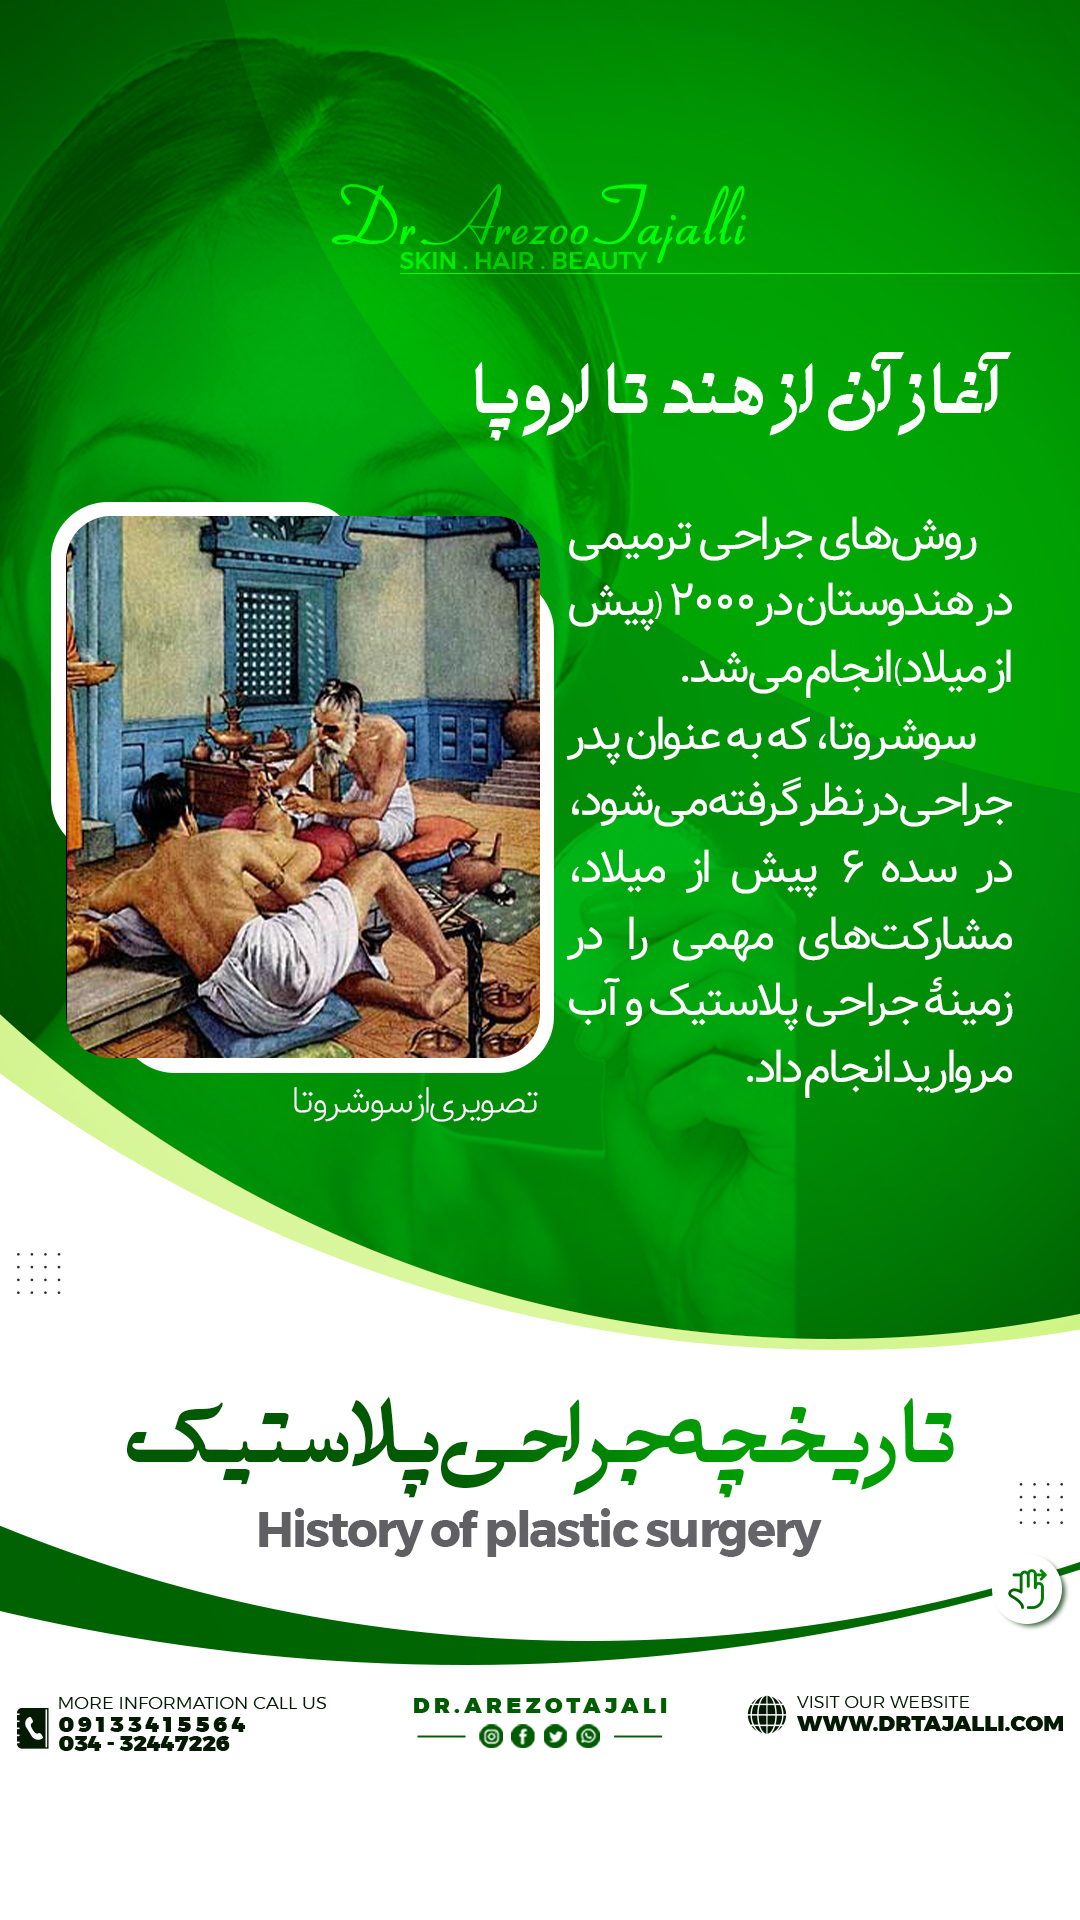 Dr. Arezoo Tajalli
SKIN . HAIR . BEAUTY
آغاز آن از هند تا اروپا
روش‌های جراحی ترمیمی
در هندوستان در ۲۰۰۰ (پیش
از میلاد) انجام می‌شد.
سوشروتا، که به عنوان پدر
جراحی در نظر گرفته می‌شود،
در سده ۶ پیش از میلاد،
مشارکت‌های مهمی را در
زمینهٔ جراحی پلاستیک و آب
مروارید انجام داد.
تصویری از سوشروتا
تاریخچه جراحی پلاستیک
History of plastic surgery
MORE INFORMATION CALL US
09133415564
034 - 32447226
DR.AREZOTAJALI
VISIT OUR WEBSITE
WWW.DRTAJALLI.COM